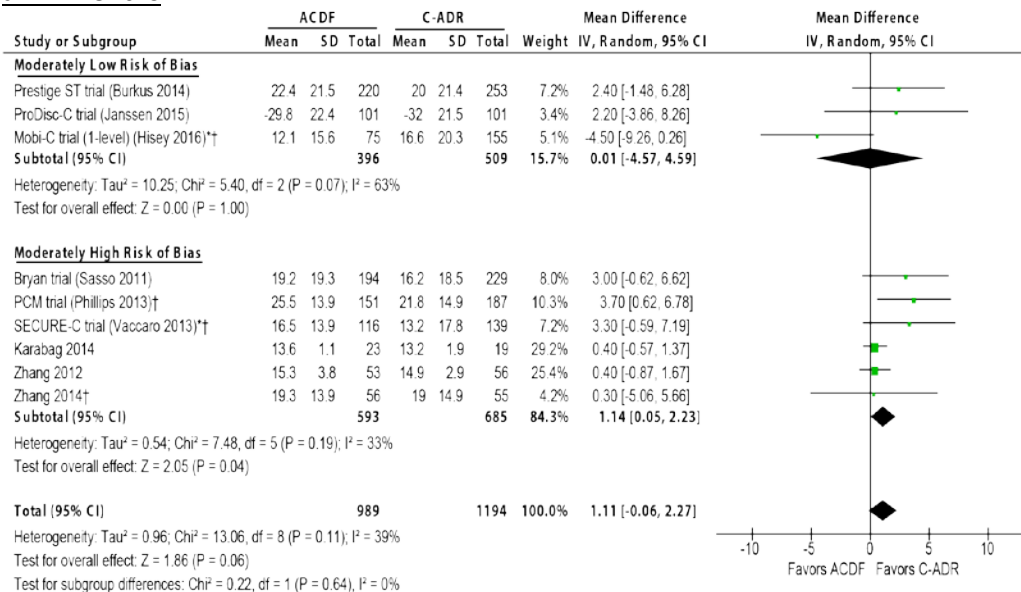 ACDF C-ADR Mean Difference Mean Difference
Study or Subgroup Mean SD Total Mean SD Total Weight IV, Random, 95% CI IV, Random, 95% CI
Moderately Low Risk of Bias
Prestige ST trial (Burkus 2014) 22.4 21.5 220 20 21.4 253 7.2% 2.40 [-1.48, 6.28]
ProDisc-C trial (Janssen 2015) -29.8 22.4 101 -32 21.5 101 3.4% 2.20 [-3.86, 8.26]
Mobi-C trial (1-level) (Hisey 2016)*† 12.1 15.6 75 16.6 20.3 155 5.1% -4.50 [-9.26, 0.26]
Subtotal (95% CI) 396 509 15.7% 0.01 [-4.57, 4.59]
Heterogeneity: Tau² = 10.25; Chi² = 5.40, df = 2 (P = 0.07); I² = 63%
Test for overall effect: Z = 0.00 (P = 1.00)
Moderately High Risk of Bias
Bryan trial (Sasso 2011) 19.2 19.3 194 16.2 18.5 229 8.0% 3.00 [-0.62, 6.62]
PCM trial (Phillips 2013)† 25.5 13.9 151 21.8 14.9 187 10.3% 3.70 [0.62, 6.78]
SECURE-C trial (Vaccaro 2013)*† 16.5 13.9 116 13.2 17.8 139 7.2% 3.30 [-0.59, 7.19]
Karabag 2014 13.6 1.1 23 13.2 1.9 19 29.2% 0.40 [-0.57, 1.37]
Zhang 2012 15.3 3.8 53 14.9 2.9 56 25.4% 0.40 [-0.87, 1.67]
Zhang 2014† 19.3 13.9 56 19 14.9 55 4.2% 0.30 [-5.06, 5.66]
Subtotal (95% CI) 593 685 84.3% 1.14 [0.05, 2.23]
Heterogeneity: Tau² = 0.54; Chi² = 7.48, df = 5 (P = 0.19); I² = 33%
Test for overall effect: Z = 2.05 (P = 0.04)
Total (95% CI) 989 1194 100.0% 1.11 [-0.06, 2.27]
Heterogeneity: Tau² = 0.96; Chi² = 13.06, df = 8 (P = 0.11); I² = 39%
Test for overall effect: Z = 1.86 (P = 0.06)
Test for subgroup differences: Chi² = 0.22, df = 1 (P = 0.64), I² = 0%
-10 -5 0 5 10
Favors ACDF Favors C-ADR